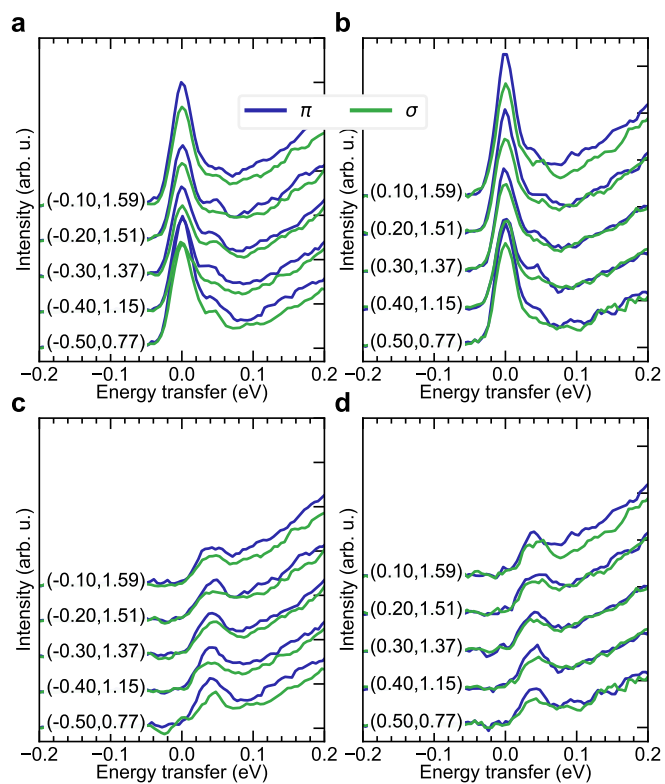 a
b
π
σ
Intensity (arb. u.)
(-0.10,1.59)
(-0.20,1.51)
(-0.30,1.37)
(-0.40,1.15)
(-0.50,0.77)
−0.2 −0.1 0.0 0.1 0.2
Energy transfer (eV)
Intensity (arb. u.)
(0.10,1.59)
(0.20,1.51)
(0.30,1.37)
(0.40,1.15)
(0.50,0.77)
−0.2 −0.1 0.0 0.1 0.2
Energy transfer (eV)
c
d
Intensity (arb. u.)
(-0.10,1.59)
(-0.20,1.51)
(-0.30,1.37)
(-0.40,1.15)
(-0.50,0.77)
−0.2 −0.1 0.0 0.1 0.2
Energy transfer (eV)
Intensity (arb. u.)
(0.10,1.59)
(0.20,1.51)
(0.30,1.37)
(0.40,1.15)
(0.50,0.77)
−0.2 −0.1 0.0 0.1 0.2
Energy transfer (eV)